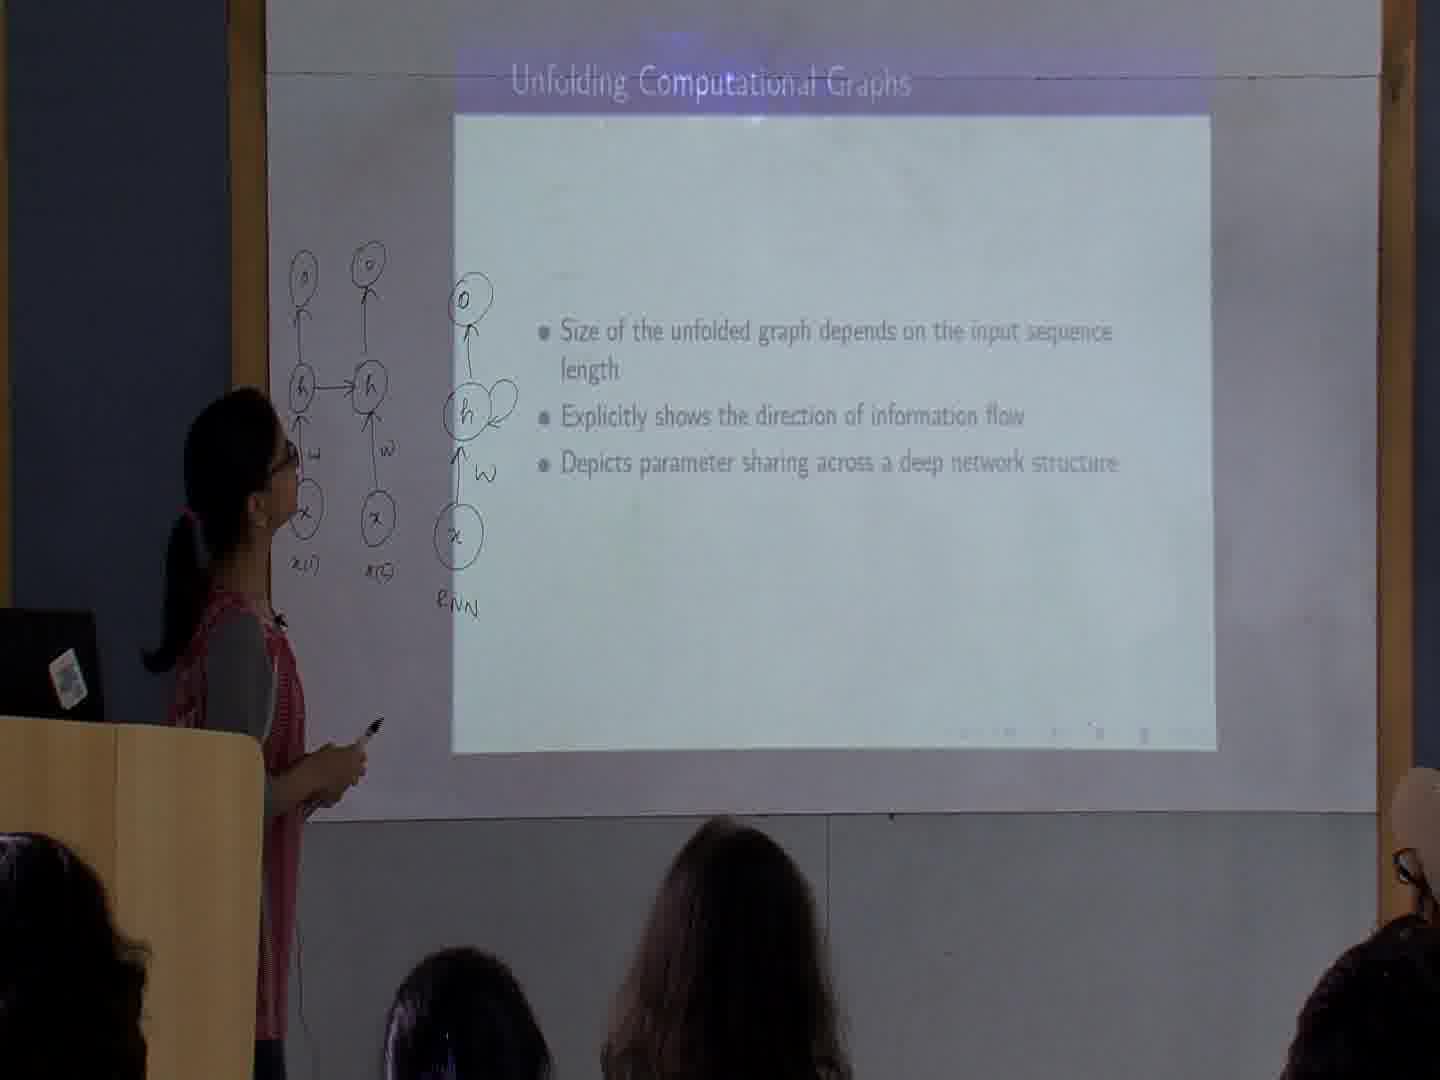 Unfolding Computational Graphs
• Size of the unfolded graph depends on the input sequence
length
• Explicitly shows the direction of information flow
• Depicts parameter sharing across a deep network structure
o o o
h h h
w w w
x x x
x(1) x(2)
RNN